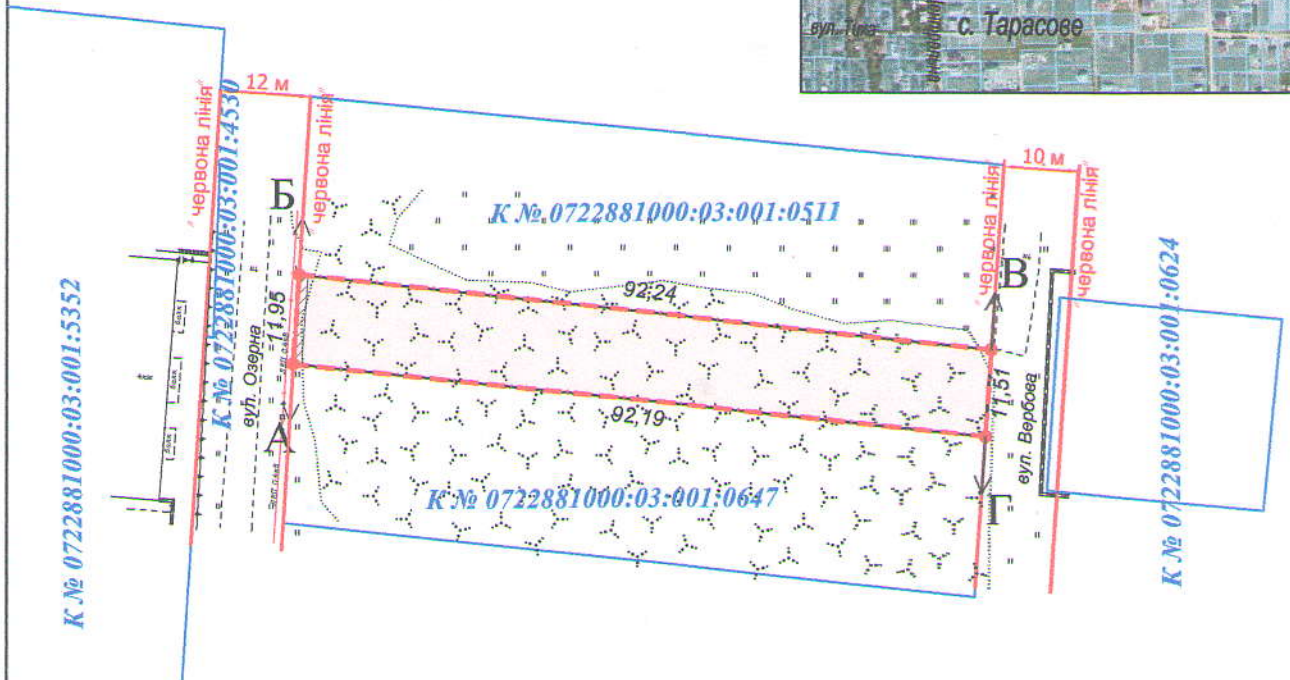 с. Тарасове
12 м
"червона лінія"
К № 0722881000:03:001:4530
"червона лінія"
10 м
"червона лінія"
"червона лінія"
Б
К № 0722881000:03:001:0511
В
К № 0722881000:03:001:5352
вул. Озерна
11,95
92,24
К № 0722881000:03:001:0624
А
92,19
11,51
вул. Вербова
К № 0722881000:03:001:0647
Г